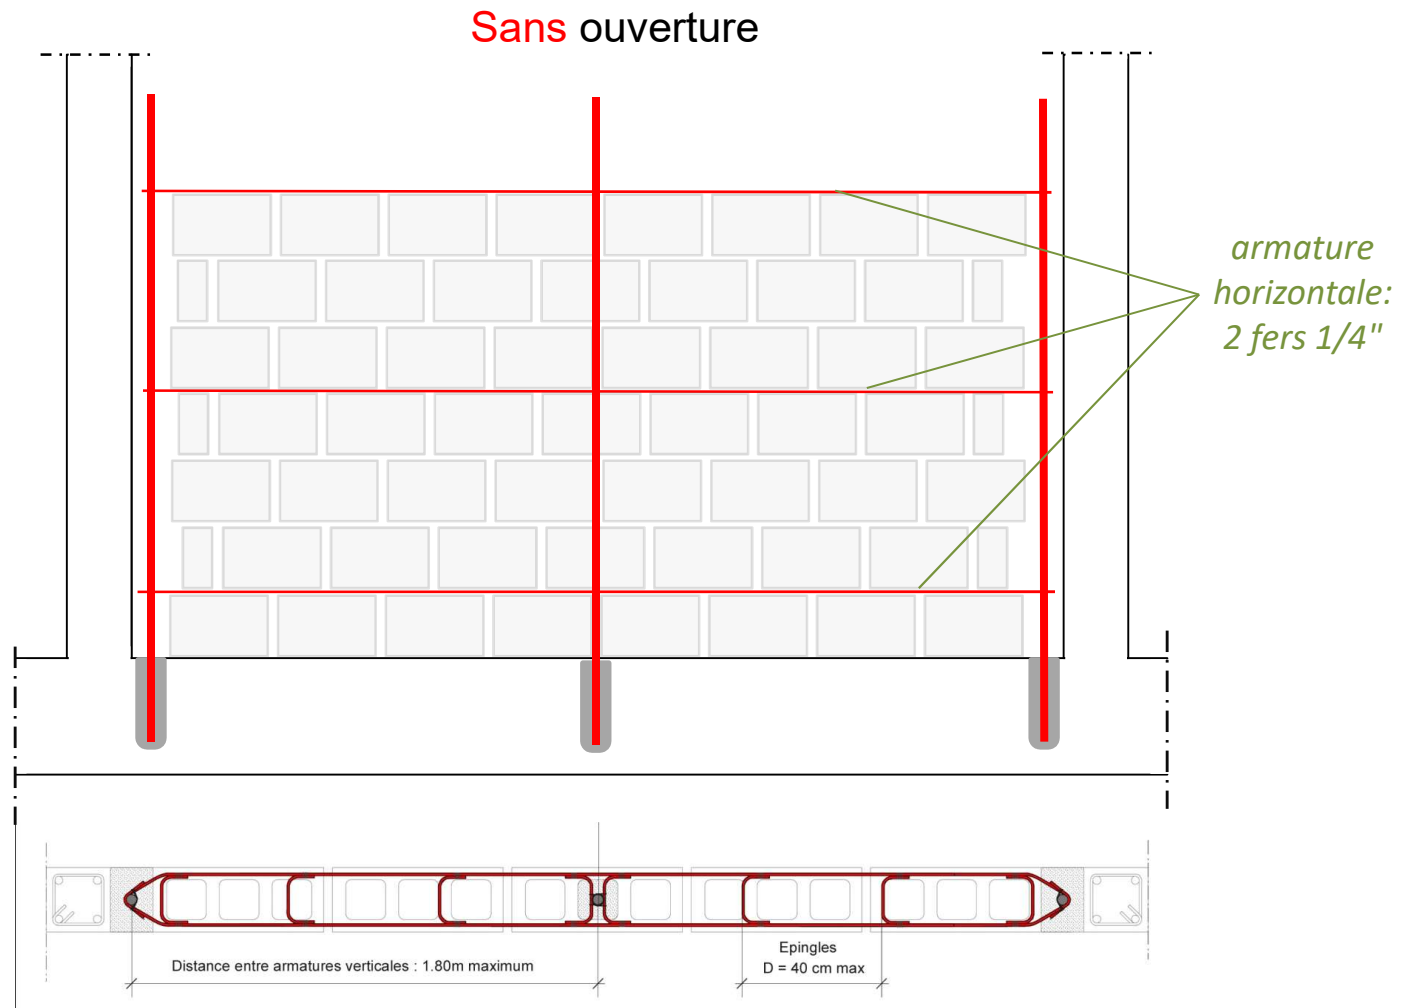 Sans ouverture
armature
horizontale:
2 fers 1/4"
Distance entre armatures verticales : 1.80m maximum
Epingles
D = 40 cm max